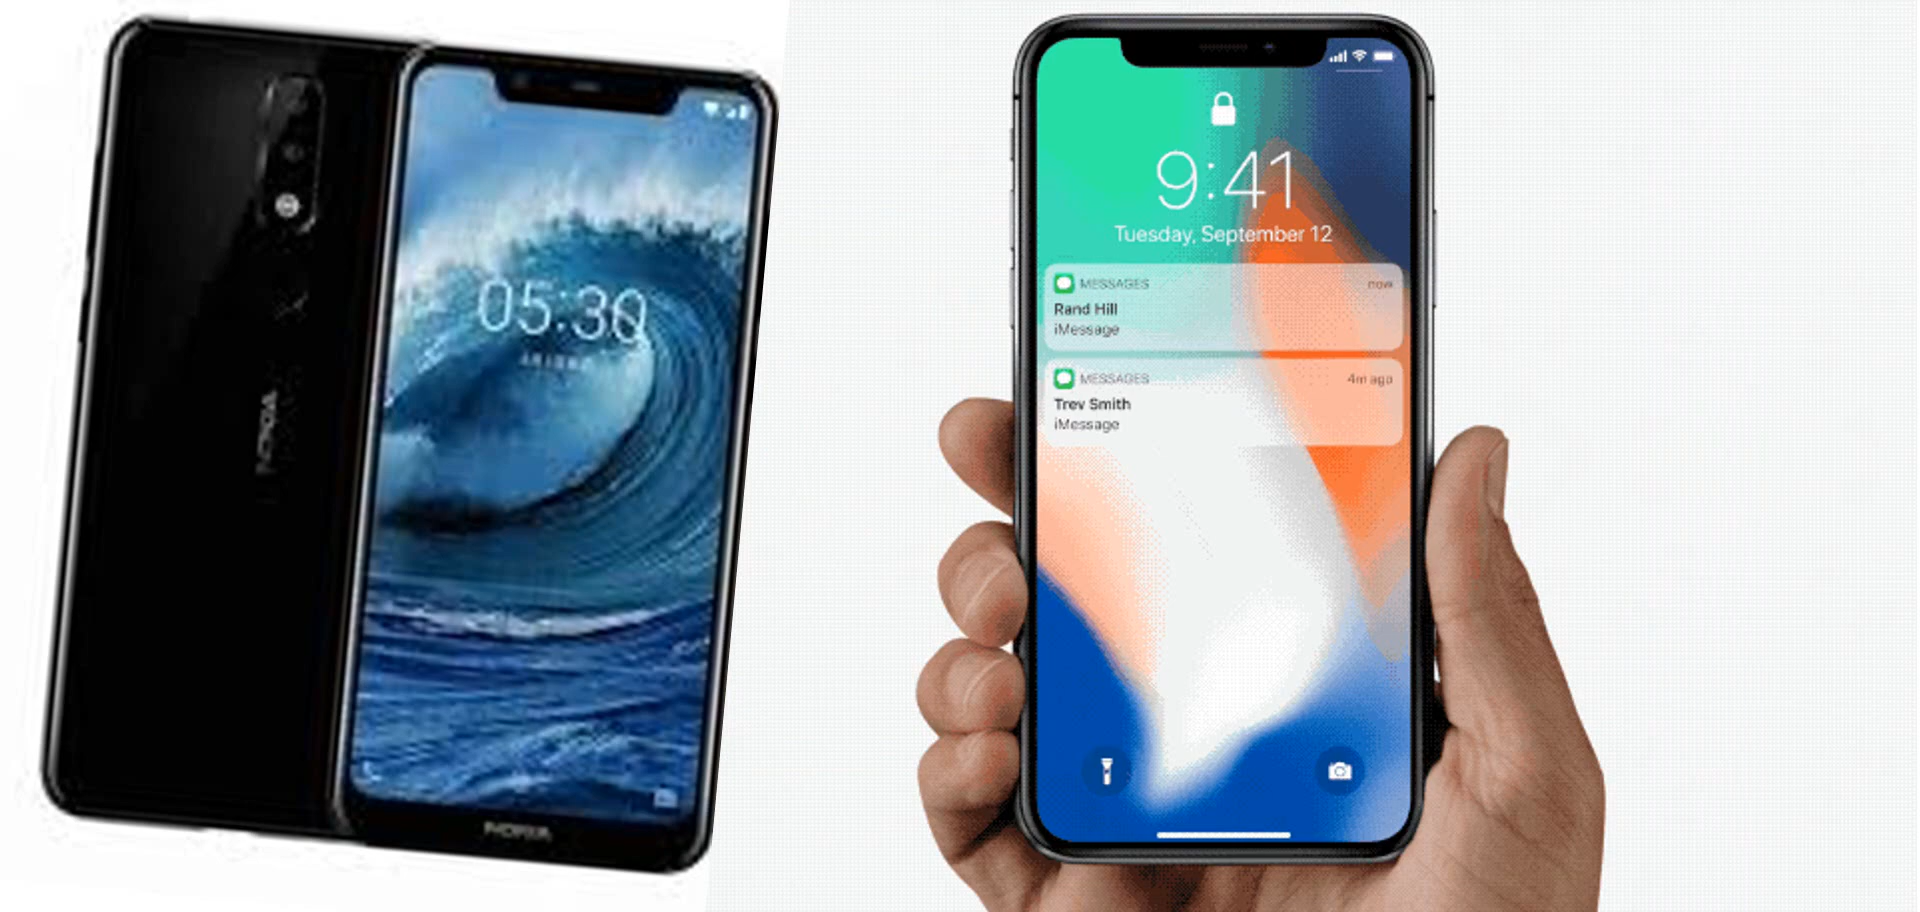 NOKIA
05:30
NOKIA
9:41
Tuesday, September 12
MESSAGES now
Rand Hill
iMessage
MESSAGES 4m ago
Trev Smith
iMessage